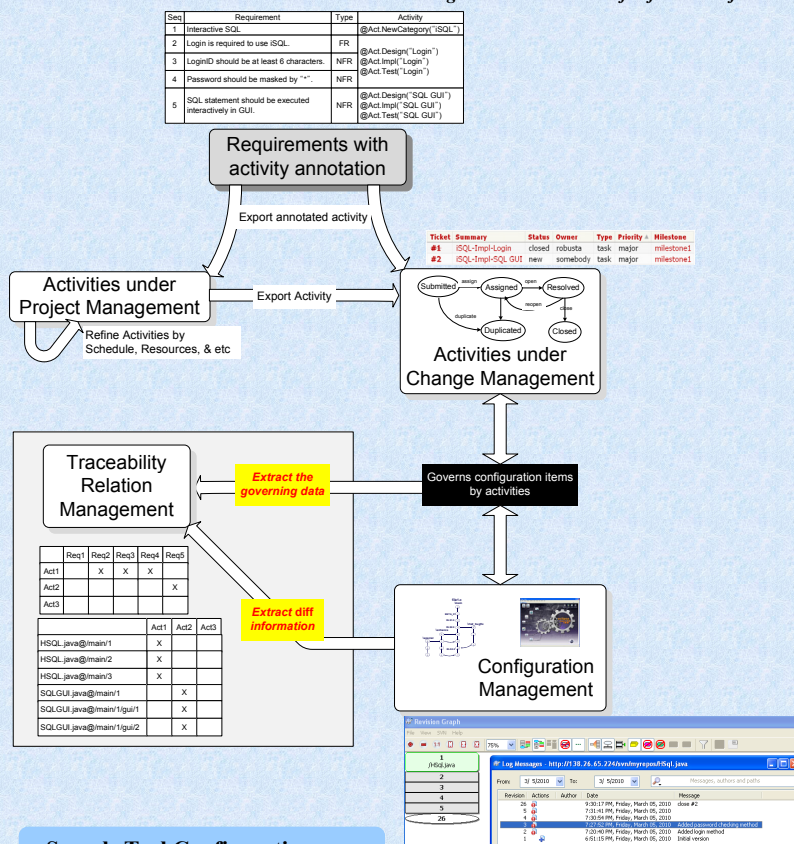 Seq Requirement Type Activity
1 Interactive SQL @Act.NewCategory("iSQL")
2 Login is required to use iSQL. FR
3 LoginID should be at least 6 characters. NFR
4 Password should be masked by "*". NFR
@Act.Design("Login")
@Act.Impl("Login")
@Act.Test("Login")
5 SQL statement should be executed
interactively in GUI. NFR
@Act.Design("SQL GUI")
@Act.Impl("SQL GUI")
@Act.Test("SQL GUI")
Requirements with
activity annotation
Export annotated activity
Ticket Summary Status Owner Type Priority Milestone
#1 iSQL-Impl-Login closed robusta task major milestone1
#2 iSQL-Impl-SQL GUI new somebody task major milestone1
Activities under
Project Management
Export Activity
Refine Activities by
Schedule, Resources, & etc
Submitted assign Assigned open Resolved
reopen
duplicate close
Duplicated Closed
Activities under
Change Management
Traceability
Relation
Management
Extract the
governing data
Governs configuration items
by activities
Req1 Req2 Req3 Req4 Req5
Act1 X X X
Act2 X
Act3
Extract diff
information
Act1 Act2 Act3
HSQL.java@/main/1 X
HSQL.java@/main/2 X
HSQL.java@/main/3 X
SQLGUI.java@/main/1 X
SQLGUI.java@/main/1/gui/1 X
SQLGUI.java@/main/1/gui/2 X
Configuration
Management
Revision Graph
File View SVN Help
75%
1
/HSql.java
2
3
4
5
26
Log Messages - http://138.26.65.224/svn/myrepos/HSql.java
From: 3/ 5/2010 To: 3/ 5/2010 Messages, authors and paths
Revision Actions Author Date Message
26 9:30:17 PM, Friday, March 05, 2010 close #2
5 7:31:41 PM, Friday, March 05, 2010
4 7:30:54 PM, Friday, March 05, 2010
3 7:27:52 PM, Friday, March 05, 2010 Added password checking method
2 7:20:40 PM, Friday, March 05, 2010 Added login method
1 6:51:15 PM, Friday, March 05, 2010 Initial version